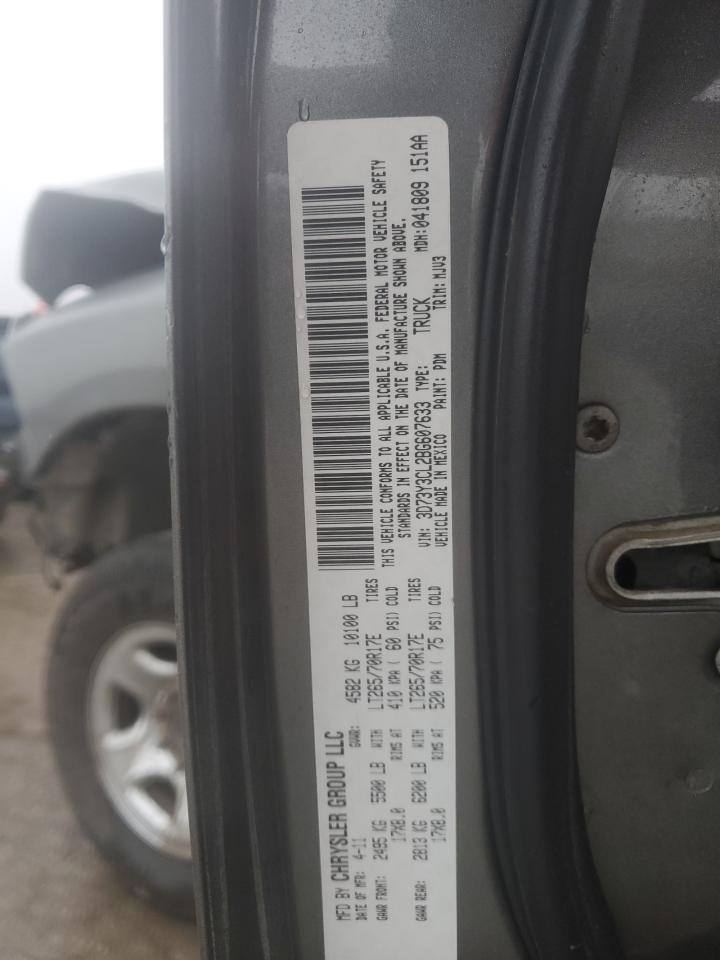 MFD BY CHRYSLER GROUP LLC
DATE OF MFR: 4-11 GVWR: 4582 KG 10100 LB
GAWR FRONT: 2495 KG 5500 LB WITH LT265/70R17E TIRES
17X8.0 RIMS AT 410 KPA ( 60 PSI) COLD
GAWR REAR: 2813 KG 6200 LB WITH LT265/70R17E TIRES
17X8.0 RIMS AT 520 KPA ( 75 PSI) COLD
THIS VEHICLE CONFORMS TO ALL APPLICABLE U.S.A. FEDERAL MOTOR VEHICLE SAFETY
STANDARDS IN EFFECT ON THE DATE OF MANUFACTURE SHOWN ABOVE.
VIN: 3D73Y3CL2BG607633 TYPE: TRUCK MDH:041809 151AA
VEHICLE MADE IN MEXICO PAINT: PDM TRIM: MJV3